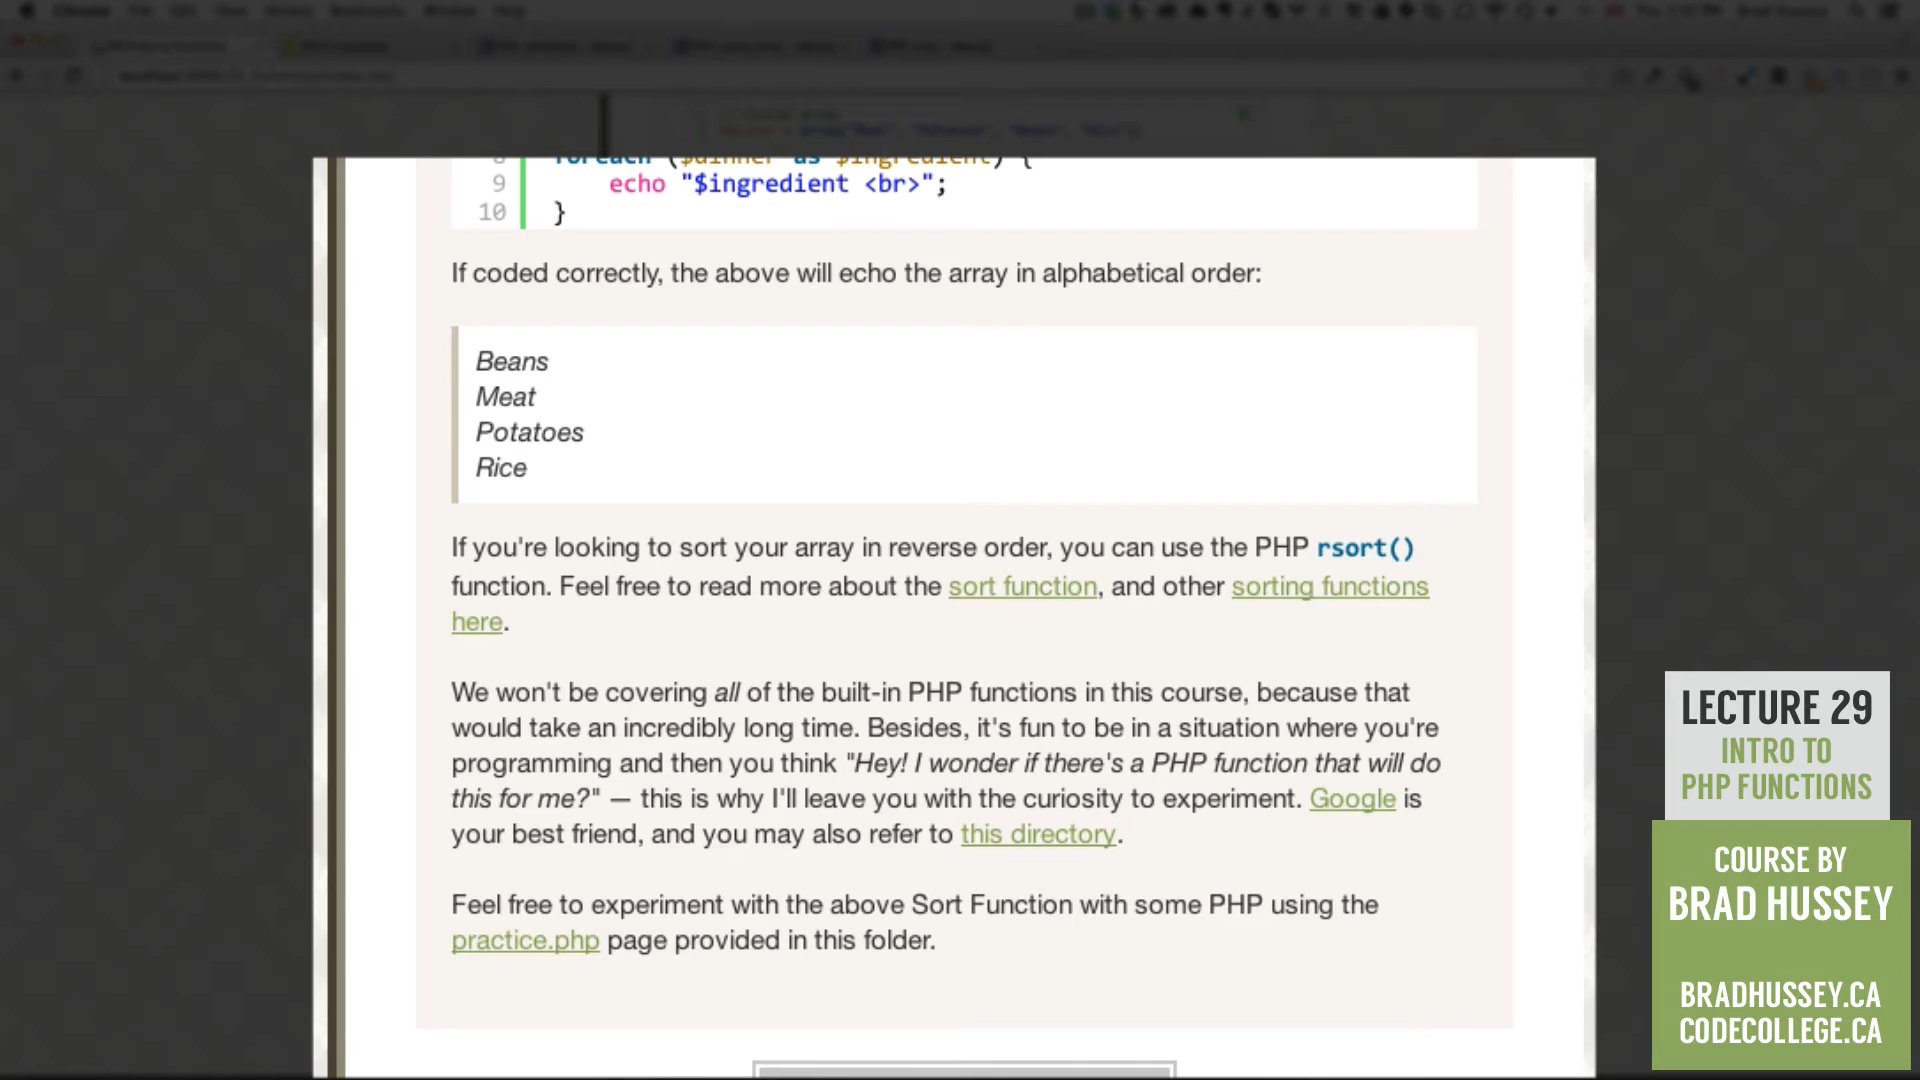 foreach ($dinner as $ingredient) {
9 echo "$ingredient <br>";
10 }
If coded correctly, the above will echo the array in alphabetical order:
Beans
Meat
Potatoes
Rice
If you're looking to sort your array in reverse order, you can use the PHP rsort()
function. Feel free to read more about the sort function, and other sorting functions
here.
We won't be covering all of the built-in PHP functions in this course, because that
would take an incredibly long time. Besides, it's fun to be in a situation where you're
programming and then you think "Hey! I wonder if there's a PHP function that will do
this for me?" — this is why I'll leave you with the curiosity to experiment. Google is
your best friend, and you may also refer to this directory.
Feel free to experiment with the above Sort Function with some PHP using the
practice.php page provided in this folder.
LECTURE 29
INTRO TO
PHP FUNCTIONS
COURSE BY
BRAD HUSSEY
BRADHUSSEY.CA
CODECOLLEGE.CA